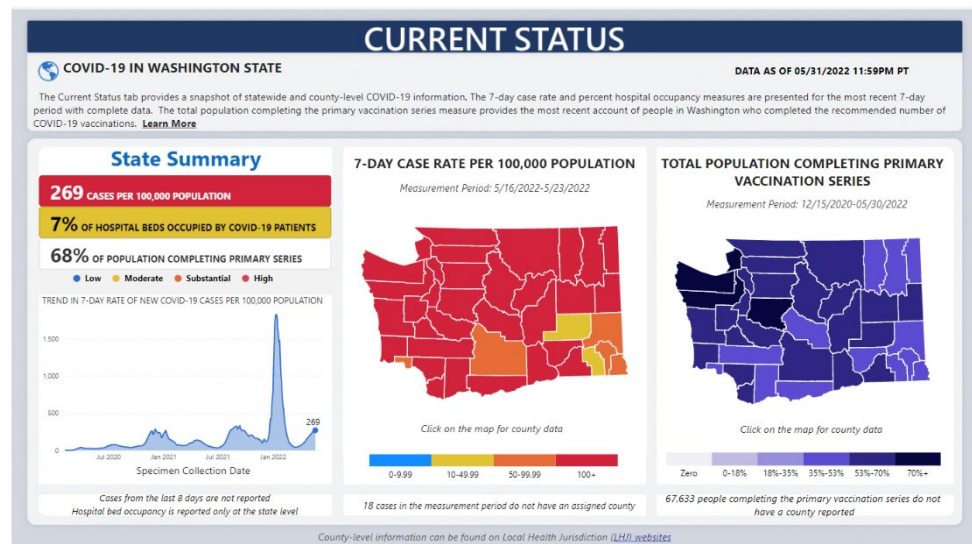 CURRENT STATUS
COVID-19 IN WASHINGTON STATE
DATA AS OF 05/31/2022 11:59PM PT
The Current Status tab provides a snapshot of statewide and county-level COVID-19 information. The 7-day case rate and percent hospital occupancy measures are presented for the most recent 7-day
period with complete data. The total population completing the primary vaccination series measure provides the most recent account of people in Washington who completed the recommended number of
COVID-19 vaccinations. Learn More
State Summary
269 CASES PER 100,000 POPULATION
7% OF HOSPITAL BEDS OCCUPIED BY COVID-19 PATIENTS
68% OF POPULATION COMPLETING PRIMARY SERIES
Low Moderate Substantial High
TREND IN 7-DAY RATE OF NEW COVID-19 CASES PER 100,000 POPULATION
1,500
1,000
500
0
269
Jul 2020 Jan 2021 Jul 2021 Jan 2022
Specimen Collection Date
Cases from the last 8 days are not reported
Hospital bed occupancy is reported only at the state level
7-DAY CASE RATE PER 100,000 POPULATION
Measurement Period: 5/16/2022-5/23/2022
Click on the map for county data
0-9.99 10-49.99 50-99.99 100+
18 cases in the measurement period do not have an assigned county
TOTAL POPULATION COMPLETING PRIMARY
VACCINATION SERIES
Measurement Period: 12/15/2020-05/30/2022
Click on the map for county data
Zero 0-18% 18%-35% 35%-53% 53%-70% 70%+
67,633 people completing the primary vaccination series do not
have a county reported
County-level information can be found on Local Health Jurisdiction (LHJ) websites